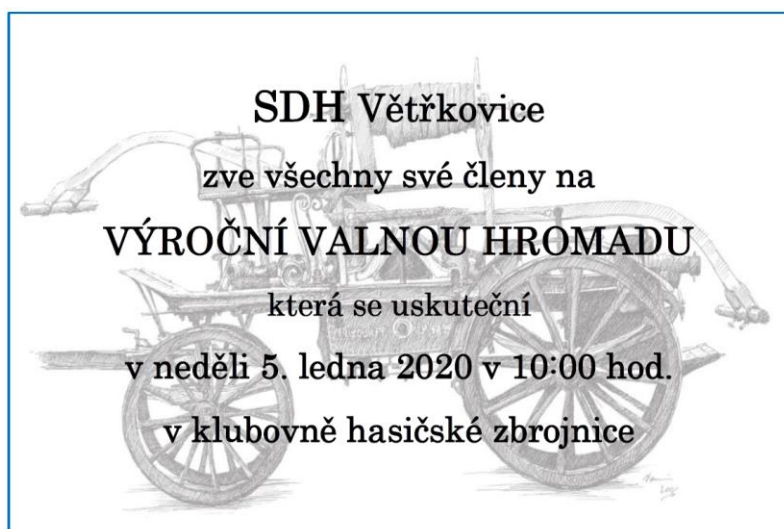 SDH Větřkovice
zve všechny své členy na
VÝROČNÍ VALNOU HROMADU
která se uskuteční
v neděli 5. ledna 2020 v 10:00 hod.
v klubovně hasičské zbrojnice